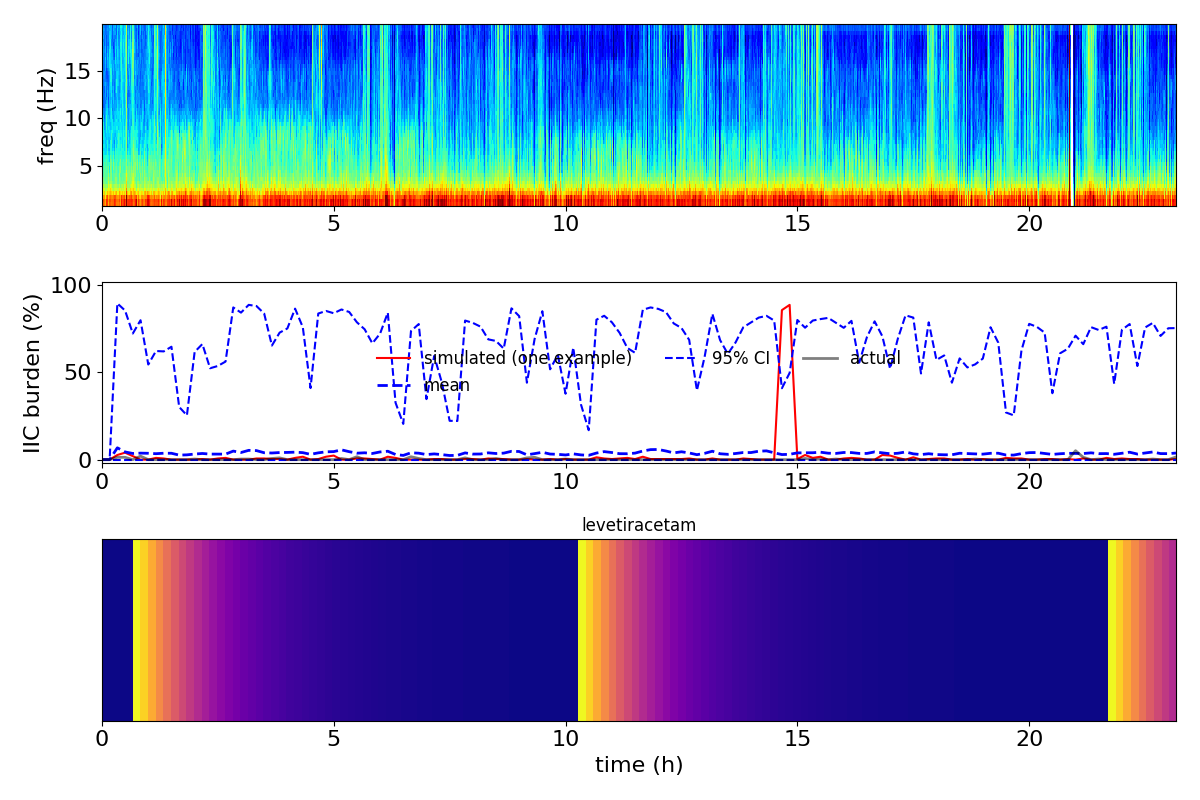 freq (Hz)
15
10
5
0 5 10 15 20
IIC burden (%)
100
50
0
simulated (one example) 95% CI actual
mean
0 5 10 15 20
levetiracetam
0 5 10 15 20
time (h)